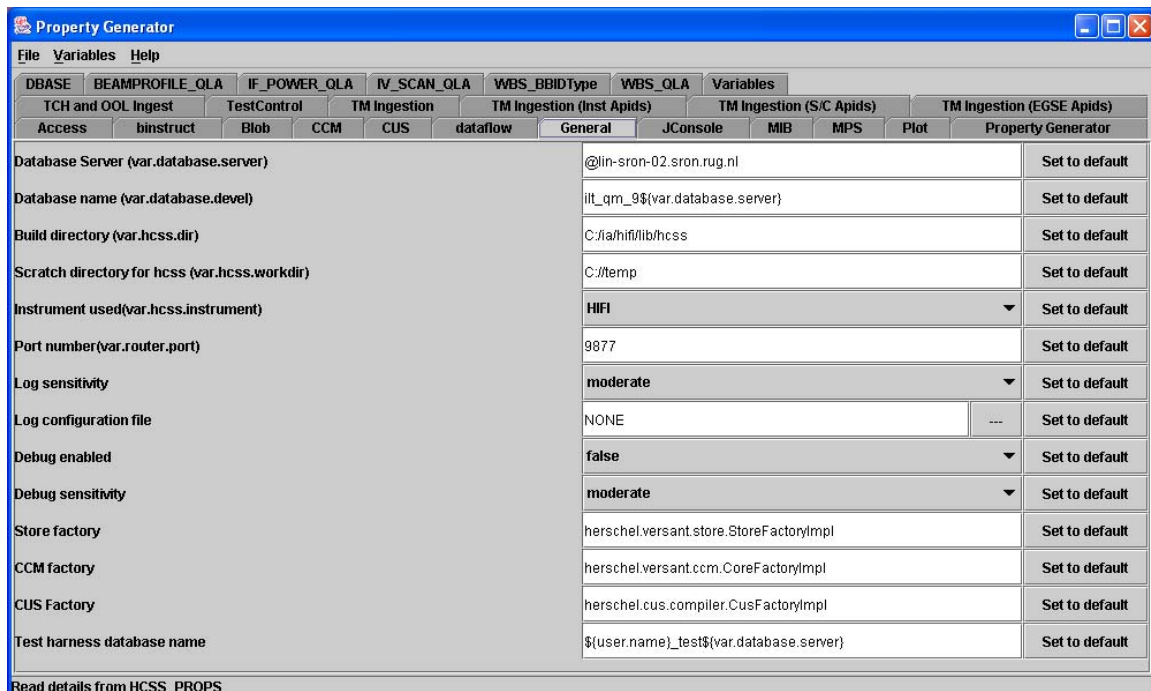 Property Generator
File Variables Help
DBASE BEAMPROFILE_QLA IF_POWER_QLA IV_SCAN_QLA WBS_BBIDType WBS_QLA Variables
TCH and OOL Ingest TestControl TM Ingestion TM Ingestion (Inst Apids) TM Ingestion (S/C Apids) TM Ingestion (EGSE Apids)
Access binstruct Blob CCM CUS dataflow General JConsole MIB MPS Plot Property Generator
Database Server (var.database.server) @lin-sron-02.sron.rug.nl Set to default
Database name (var.database.devel) ilt_qm_9${var.database.server} Set to default
Build directory (var.hcss.dir) C:/ia/hifi/lib/hcss Set to default
Scratch directory for hcss (var.hcss.workdir) C://temp Set to default
Instrument used(var.hcss.instrument) HIFI Set to default
Port number(var.router.port) 9877 Set to default
Log sensitivity moderate Set to default
Log configuration file NONE --- Set to default
Debug enabled false Set to default
Debug sensitivity moderate Set to default
Store factory herschel.versant.store.StoreFactoryImpl Set to default
CCM factory herschel.versant.ccm.CoreFactoryImpl Set to default
CUS Factory herschel.cus.compiler.CusFactoryImpl Set to default
Test harness database name ${user.name}_test${var.database.server} Set to default
Read details from HCSS_PROPS